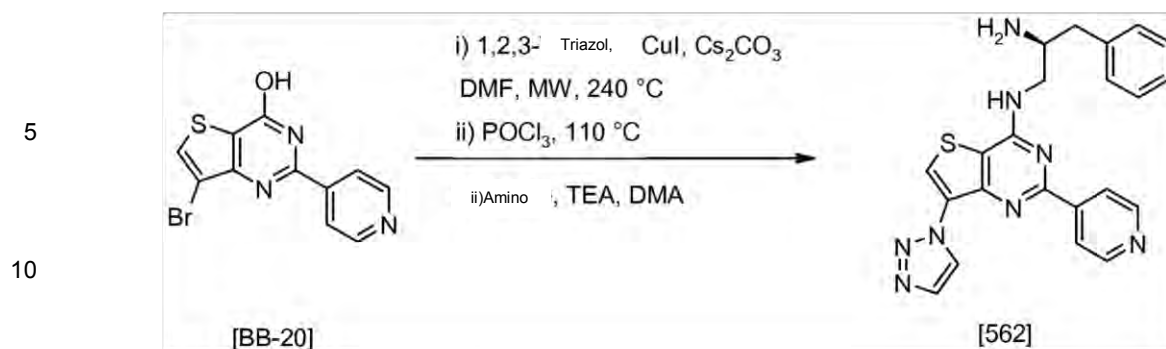 i) 1,2,3- Triazol, CuI, Cs₂CO₃
DMF, MW, 240 °C
ii) POCl₃, 110 °C
ii)Amino , TEA, DMA
5
10
OH
S
N
N
Br
N
[BB-20]
H₂N
HN
S
N
N
N
N
N
N
[562]